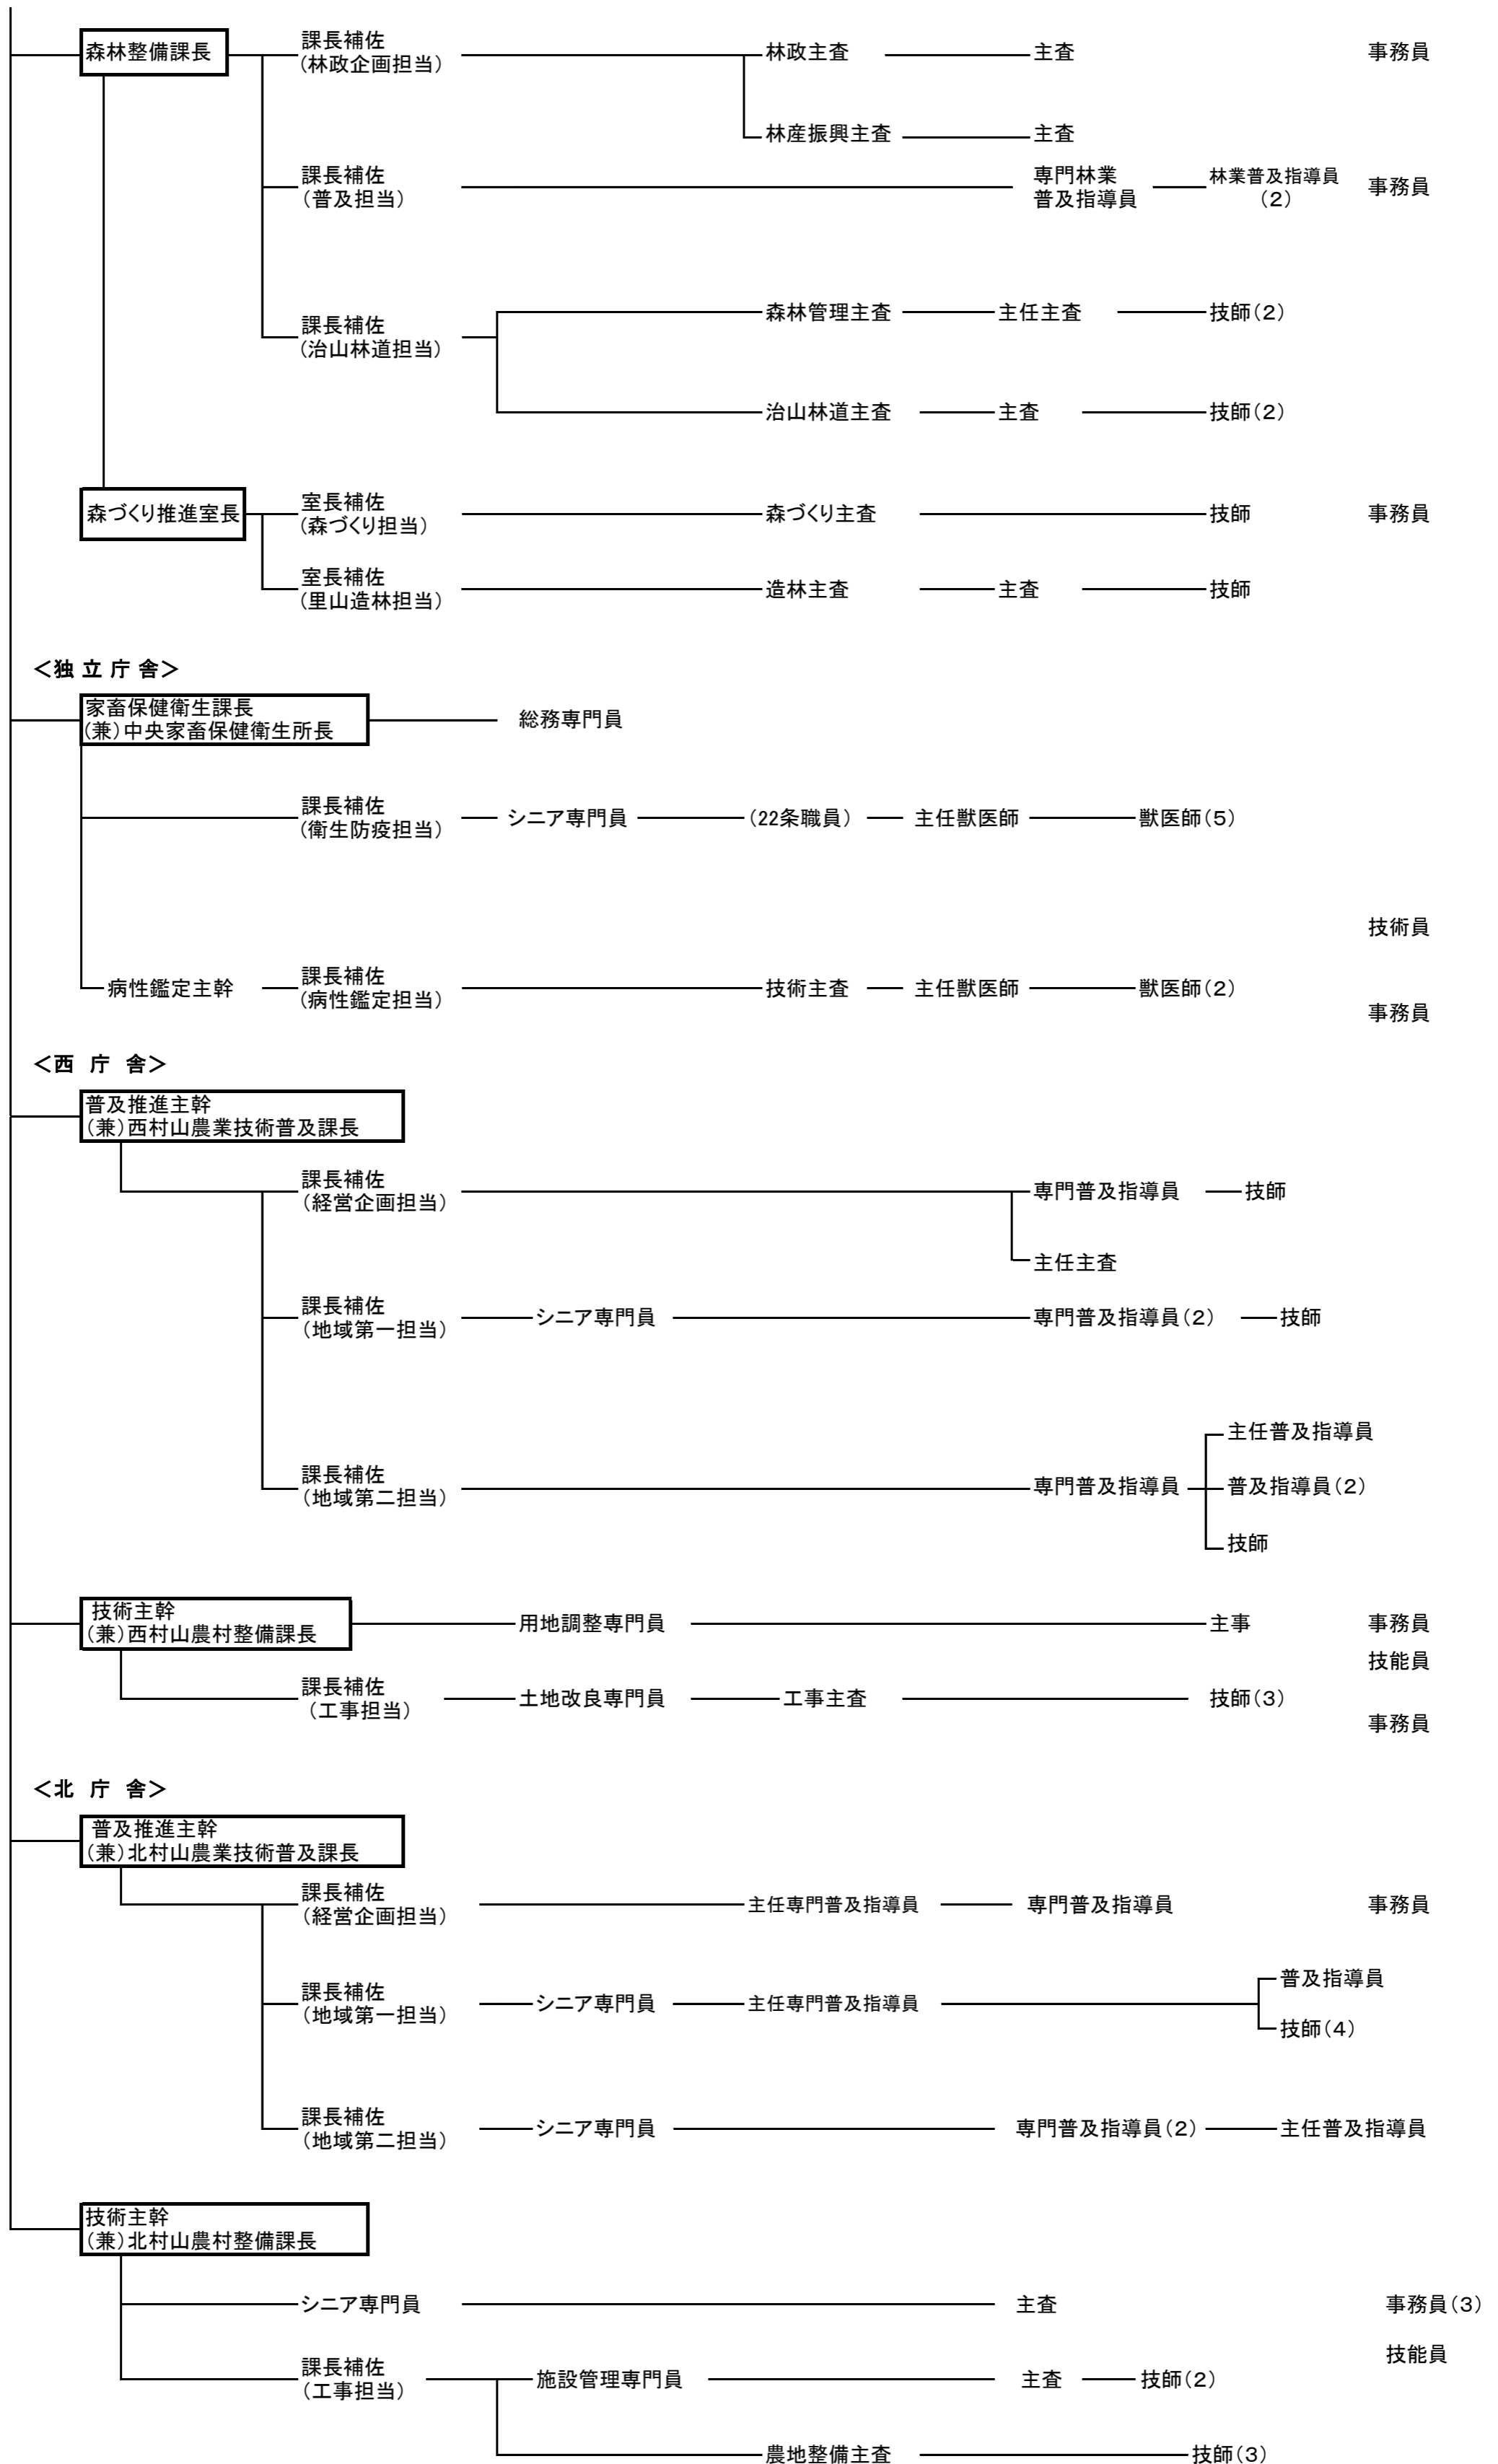 森林整備課長
課長補佐
(林政企画担当)
林政主査
主査
事務員
林産振興主査
主査
課長補佐
(普及担当)
専門林業
普及指導員
林業普及指導員
(2)
事務員
課長補佐
(治山林道担当)
森林管理主査
主任主査
技師(2)
治山林道主査
主査
技師(2)
森づくり推進室長
室長補佐
(森づくり担当)
森づくり主査
技師
事務員
室長補佐
(里山造林担当)
造林主査
主査
技師
<独 立 庁 舎>
家畜保健衛生課長
(兼)中央家畜保健衛生所長
総務専門員
課長補佐
(衛生防疫担当)
シニア専門員
(22条職員)
主任獣医師
獣医師(5)
技術員
病性鑑定主幹
課長補佐
(病性鑑定担当)
技術主査
主任獣医師
獣医師(2)
事務員
<西 庁 舎>
普及推進主幹
(兼)西村山農業技術普及課長
課長補佐
(経営企画担当)
専門普及指導員
技師
主任主査
課長補佐
(地域第一担当)
シニア専門員
専門普及指導員(2)
技師
主任普及指導員
課長補佐
(地域第二担当)
専門普及指導員
普及指導員(2)
技師
技術主幹
(兼)西村山農村整備課長
用地調整専門員
主事
事務員
技能員
課長補佐
(工事担当)
土地改良専門員
工事主査
技師(3)
事務員
<北 庁 舎>
普及推進主幹
(兼)北村山農業技術普及課長
課長補佐
(経営企画担当)
主任専門普及指導員
専門普及指導員
事務員
普及指導員
課長補佐
(地域第一担当)
シニア専門員
主任専門普及指導員
技師(4)
課長補佐
(地域第二担当)
シニア専門員
専門普及指導員(2)
主任普及指導員
技術主幹
(兼)北村山農村整備課長
シニア専門員
主査
事務員(3)
技能員
課長補佐
(工事担当)
施設管理専門員
主査
技師(2)
農地整備主査
技師(3)